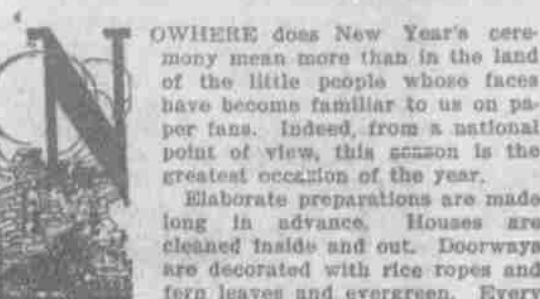 NOWHERE does New Year's cere-
mony mean more than in the land
of the little people whose faces
have become familiar to us on pa-
per fans. Indeed, from a national
point of view, this season is the
greatest occasion of the year.
Elaborate preparations are made
long in advance. Houses are
cleaned inside and out. Doorways
are decorated with rice ropes and
fern leaves and evergreen. Every